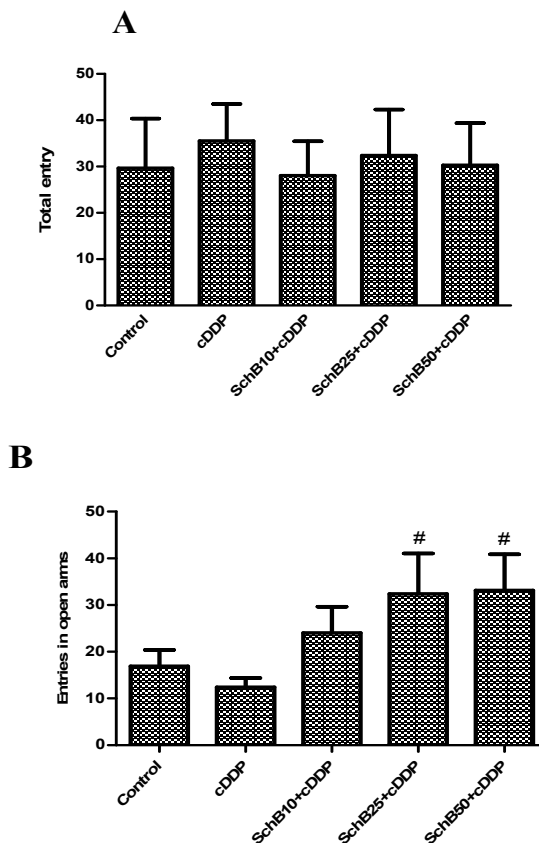 A
Total entry
50
40
30
20
10
0
Control
cDDP
SchB10+cDDP
SchB25+cDDP
SchB50+cDDP
B
Entries in open arms
50
40
30
20
10
0
# #
Control
cDDP
SchB10+cDDP
SchB25+cDDP
SchB50+cDDP